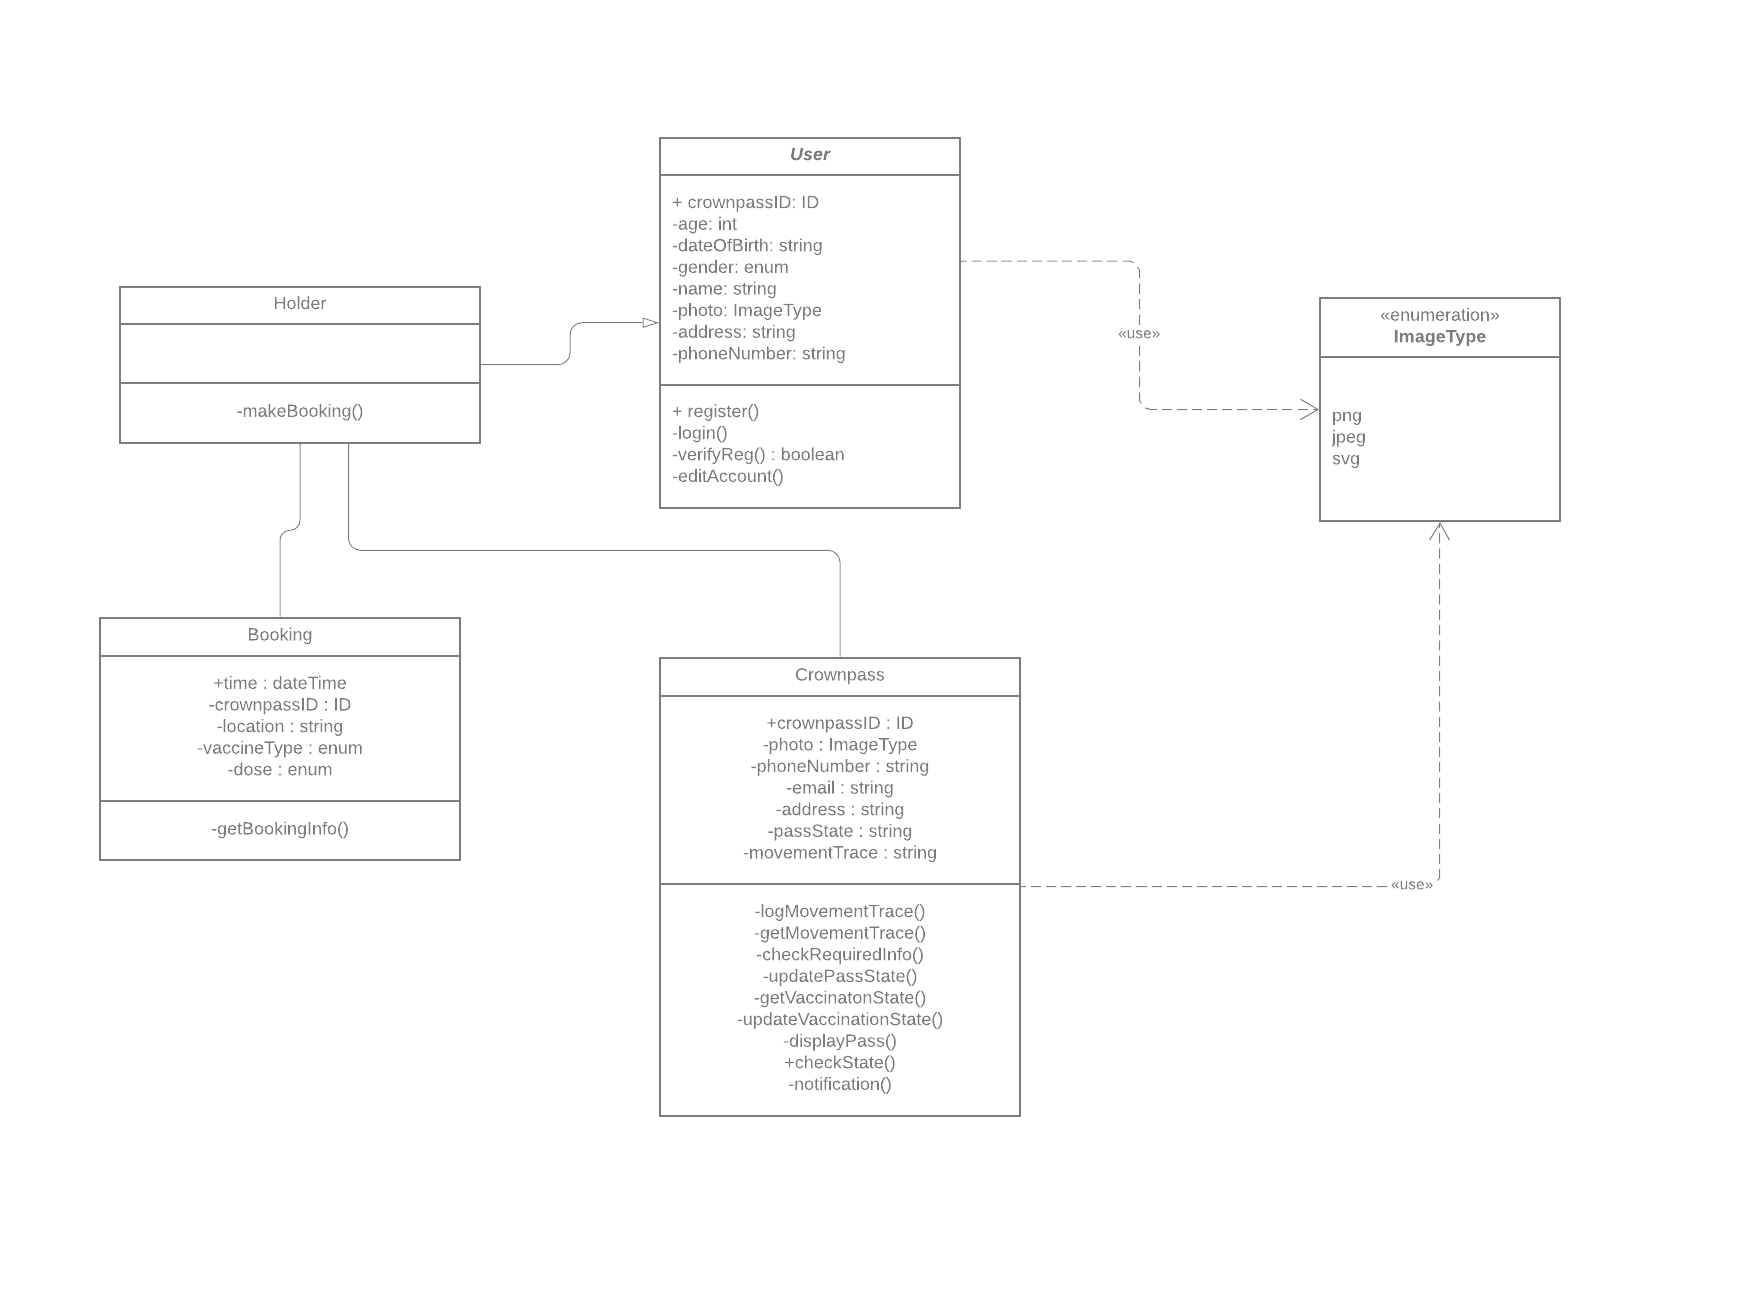 User
+ crownpassID: ID
-age: int
-dateOfBirth: string
-gender: enum
-name: string
-photo: ImageType
-address: string
-phoneNumber: string
+ register()
-login()
-verifyReg() : boolean
-editAccount()
Holder
-makeBooking()
«use»
«enumeration»
ImageType
png
jpeg
svg
Booking
+time : dateTime
-crownpassID : ID
-location : string
-vaccineType : enum
-dose : enum
-getBookingInfo()
Crownpass
+crownpassID : ID
-photo : ImageType
-phoneNumber : string
-email : string
-address : string
-passState : string
-movementTrace : string
-logMovementTrace()
-getMovementTrace()
-checkRequiredInfo()
-updatePassState()
-getVaccinatonState()
-updateVaccinationState()
-displayPass()
+checkState()
-notification()
«use»